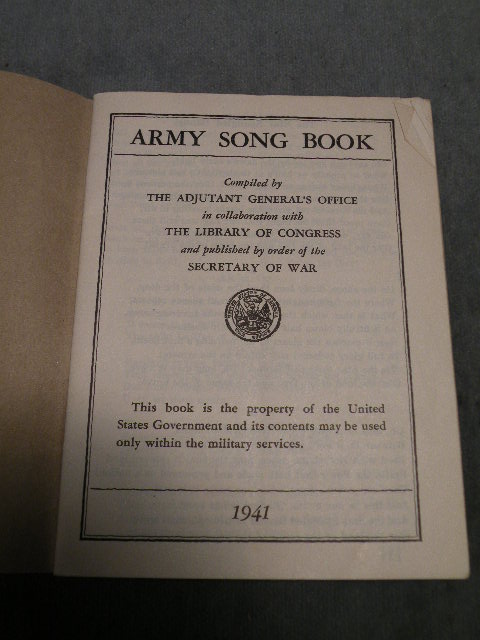 ARMY SONG BOOK
Compiled by
THE ADJUTANT GENERAL'S OFFICE
in collaboration with
THE LIBRARY OF CONGRESS
and published by order of the
SECRETARY OF WAR
This book is the property of the United
States Government and its contents may be used
only within the military services.
1941